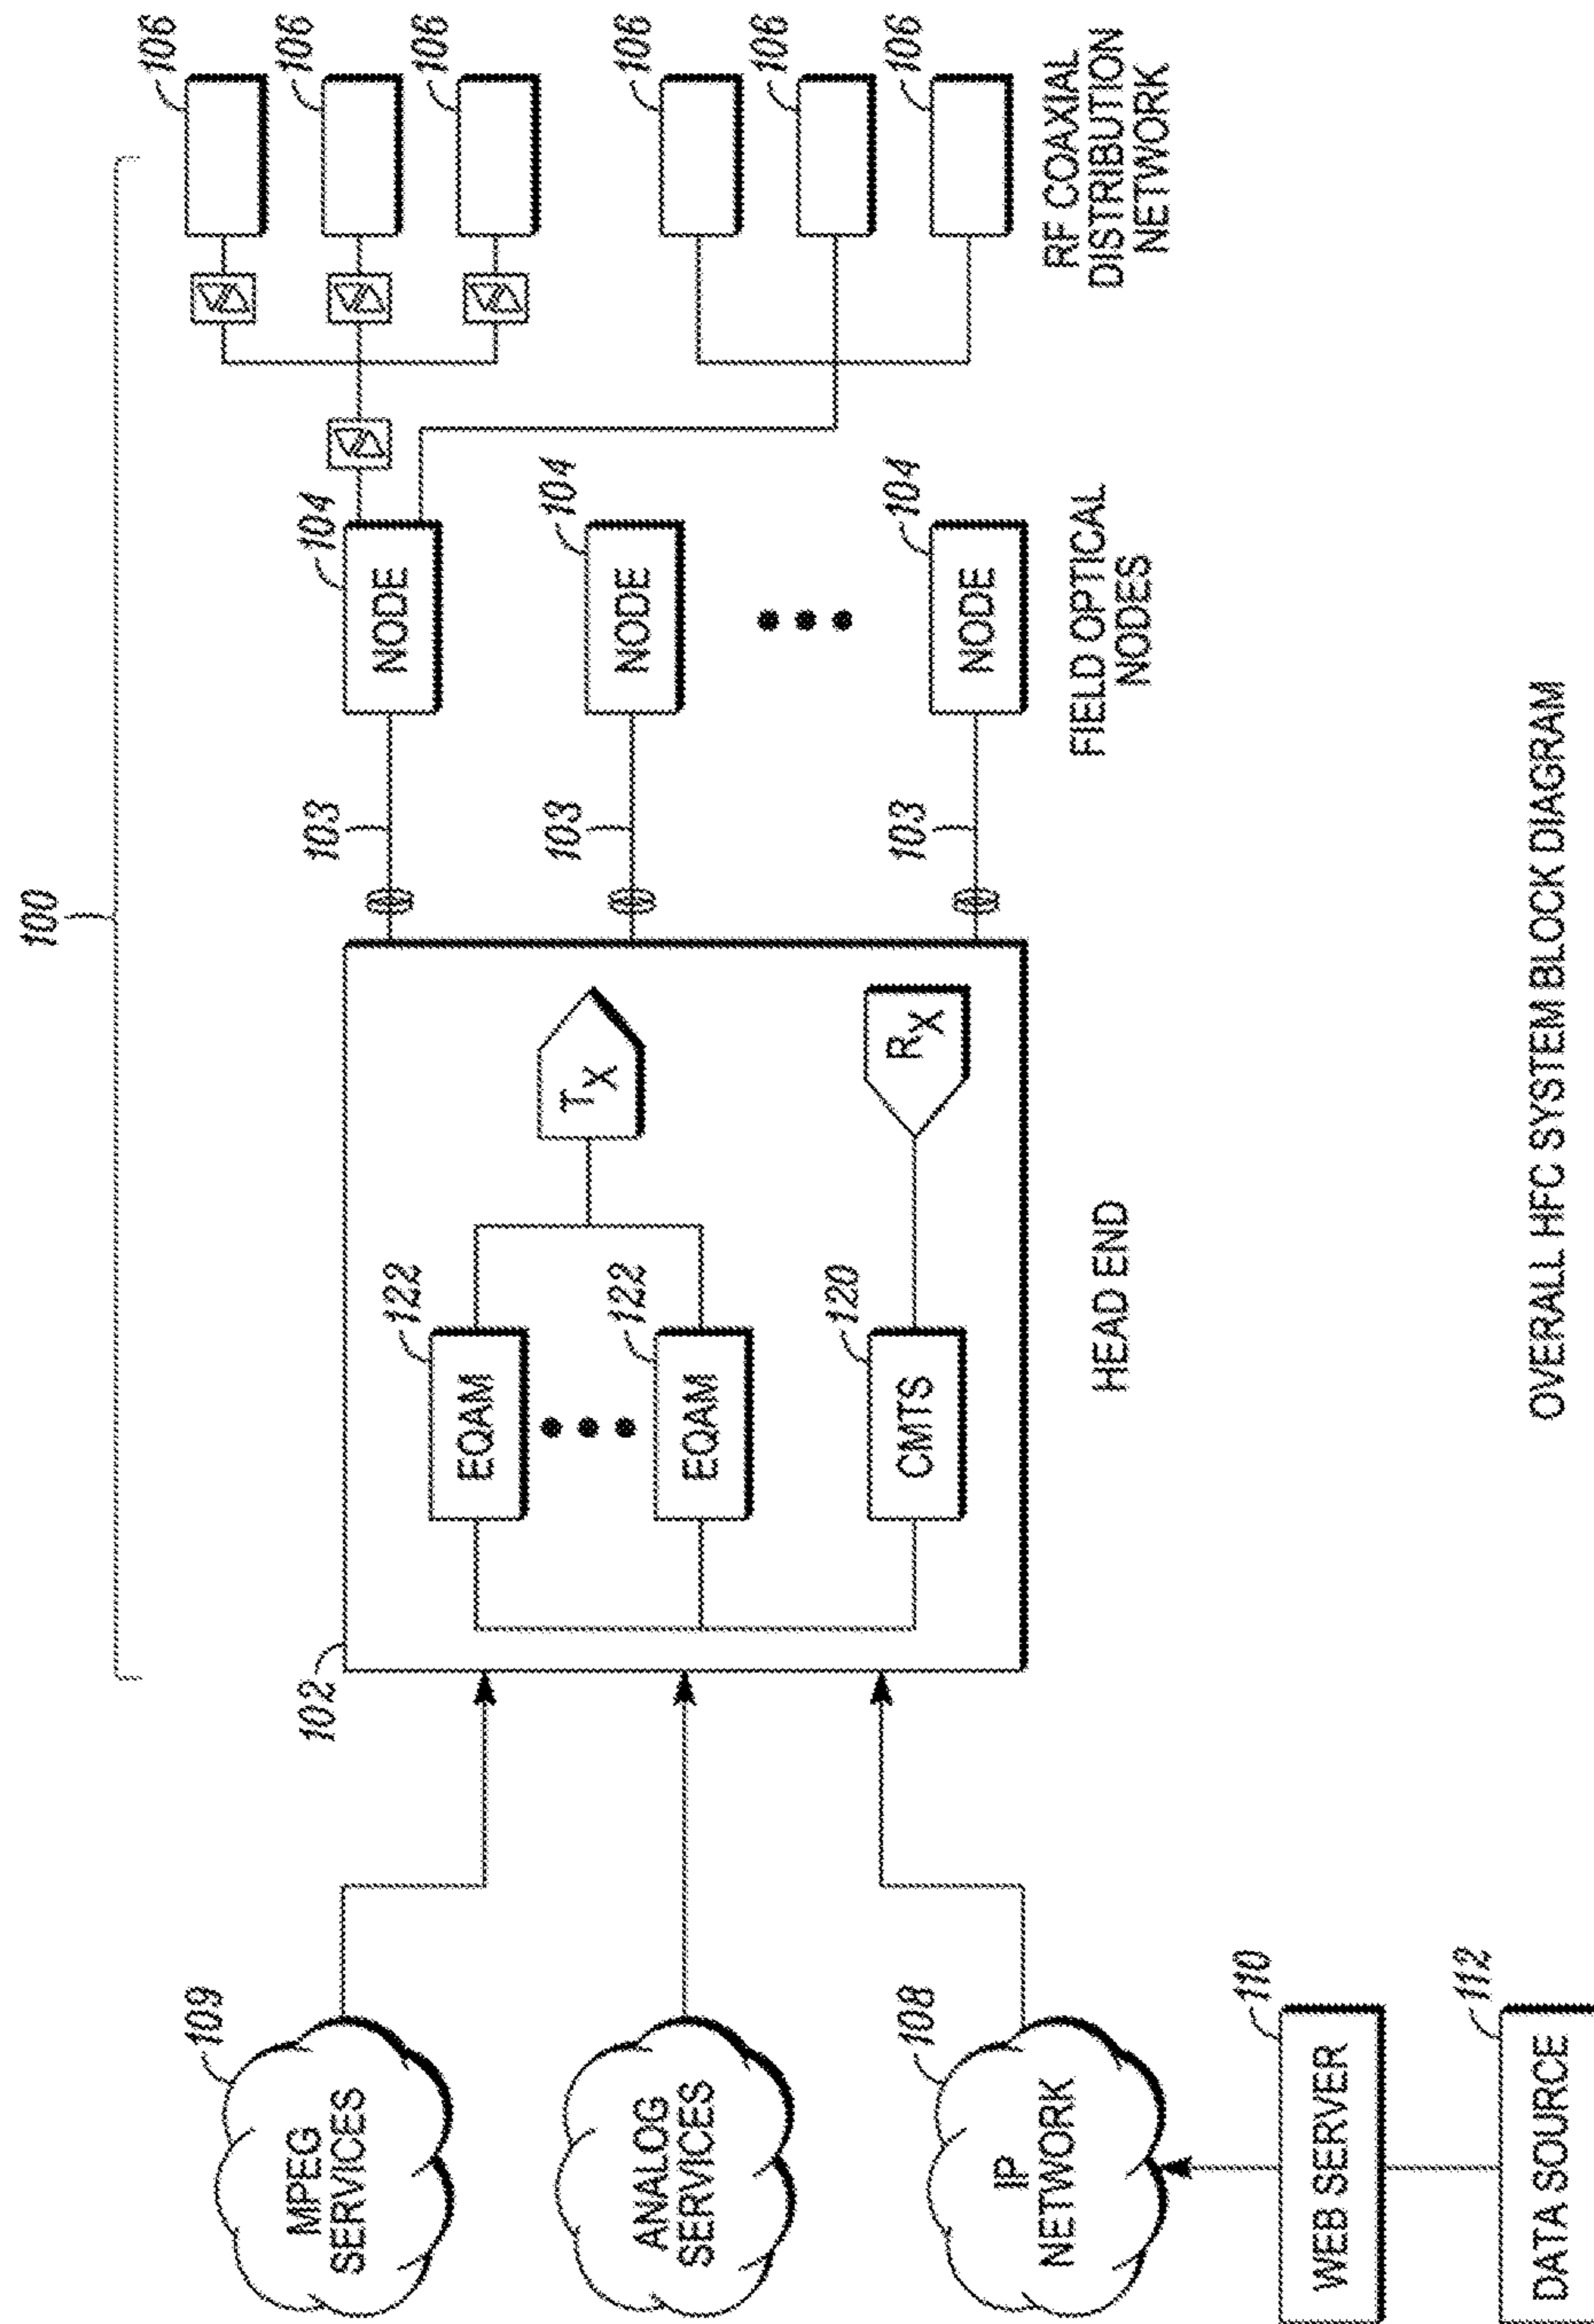 100
109
MPEG
SERVICES
ANALOG
SERVICES
108
IP
NETWORK
110
WEB SERVER
112
DATA SOURCE
102
122
EQAM
122
EQAM
120
CMTS
TX
RX
HEAD END
103
103
103
104
NODE
104
NODE
104
NODE
FIELD OPTICAL
NODES
106
106
106
106
106
106
RF COAXIAL
DISTRIBUTION
NETWORK
OVERALL HFC SYSTEM BLOCK DIAGRAM